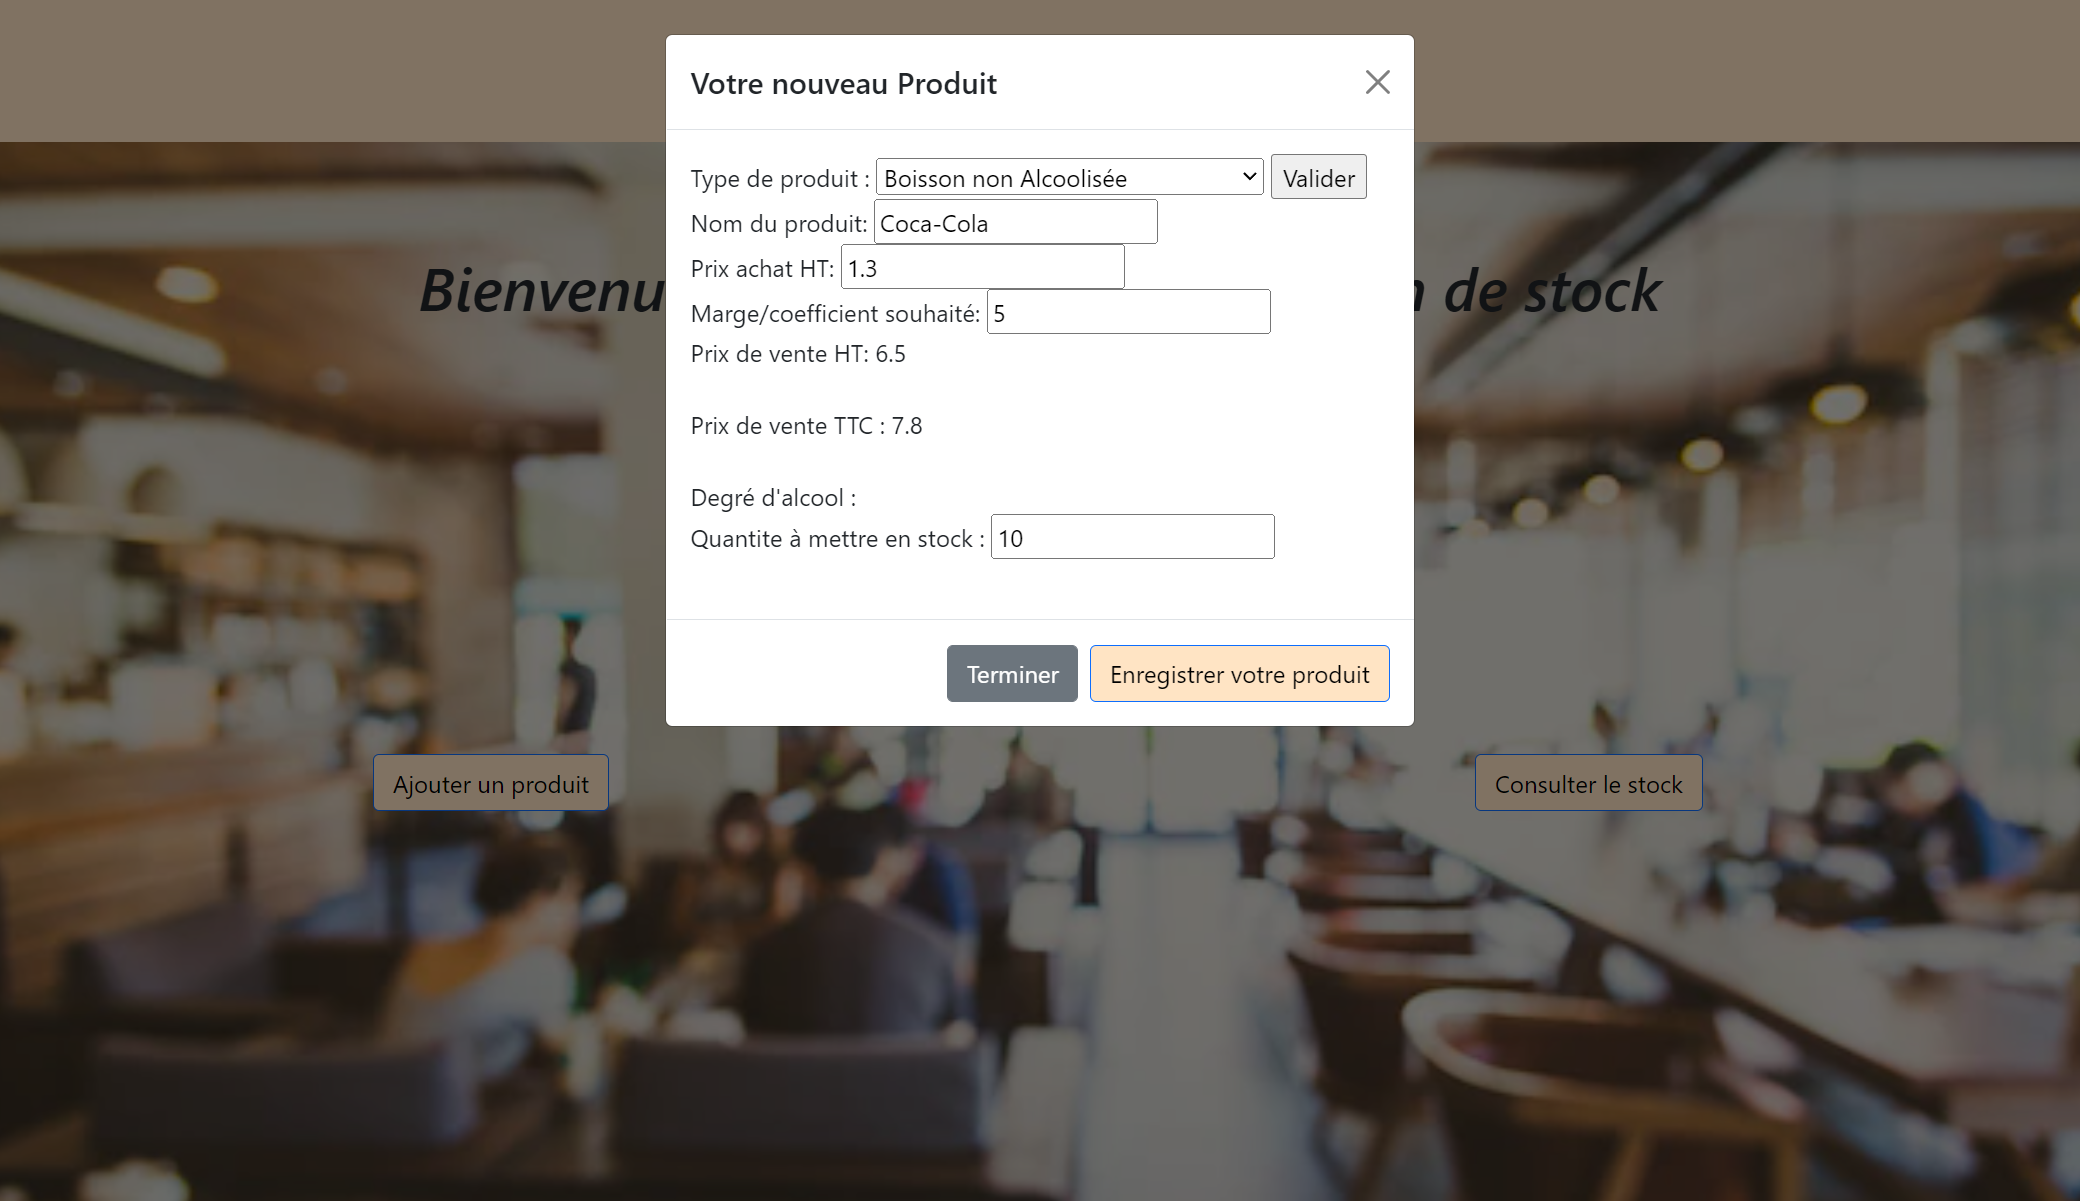 Votre nouveau Produit
Type de produit : Boisson non Alcoolisée Valider
Nom du produit: Coca-Cola
Prix achat HT: 1.3
Bienvenu de stock
Marge/coefficient souhaité: 5
Prix de vente HT: 6.5
Prix de vente TTC : 7.8
Degré d'alcool :
Quantite à mettre en stock : 10
Terminer Enregistrer votre produit
Ajouter un produit Consulter le stock